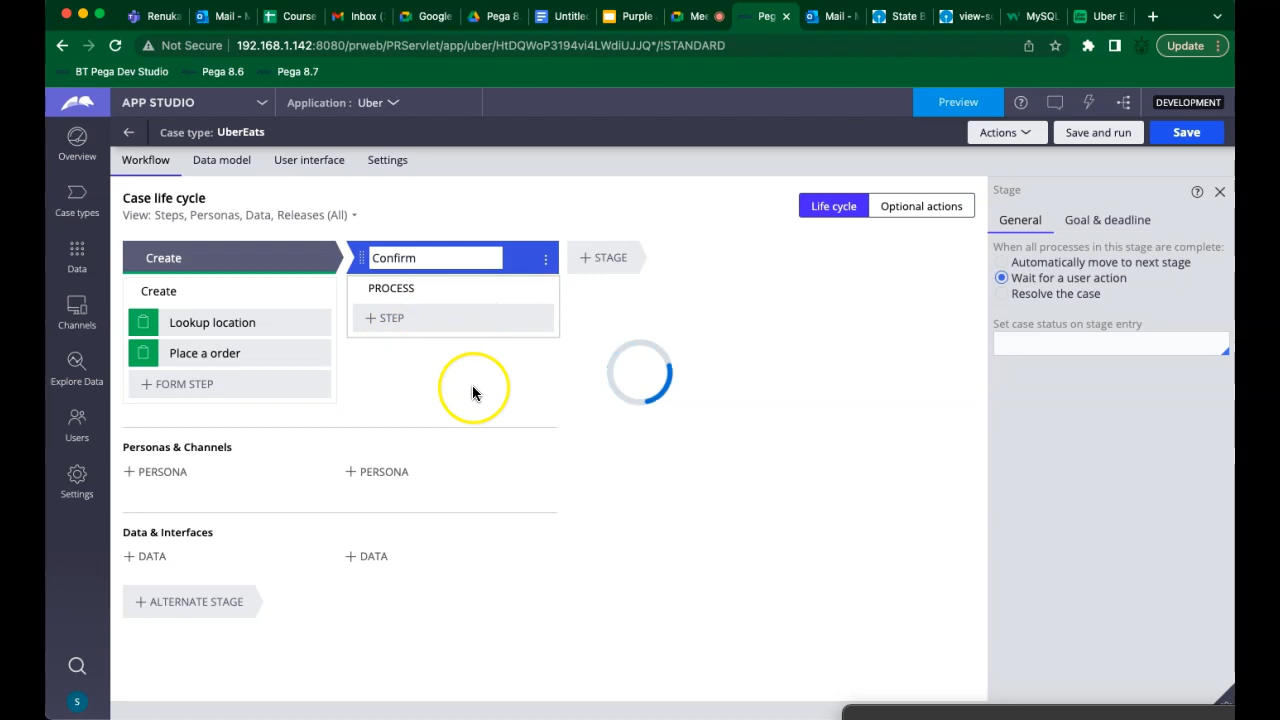 Renuka
Mail -
Course
Inbox (
Google
Pega 8.
Untitle
Purple
Mee
Peg
Mail -
State B
view-s
MySQL
Uber E
Not Secure 192.168.1.142:8080/prweb/PRServlet/app/uber/HtDQWoP3194vi4LWdiUJJQ*/!STANDARD
Update
BT Pega Dev Studio
Pega 8.6
Pega 8.7
APP STUDIO
Application : Uber
Preview
DEVELOPMENT
Case type: UberEats
Actions
Save and run
Save
Overview
Case types
Data
Channels
Explore Data
Users
Settings
S
Workflow
Data model
User interface
Settings
Case life cycle
View: Steps, Personas, Data, Releases (All)
Life cycle
Optional actions
Create
Confirm
+ STAGE
Create
PROCESS
Lookup location
+ STEP
Place a order
+ FORM STEP
Personas & Channels
+ PERSONA
+ PERSONA
Data & Interfaces
+ DATA
+ DATA
+ ALTERNATE STAGE
Stage
General
Goal & deadline
When all processes in this stage are complete:
Automatically move to next stage
Wait for a user action
Resolve the case
Set case status on stage entry